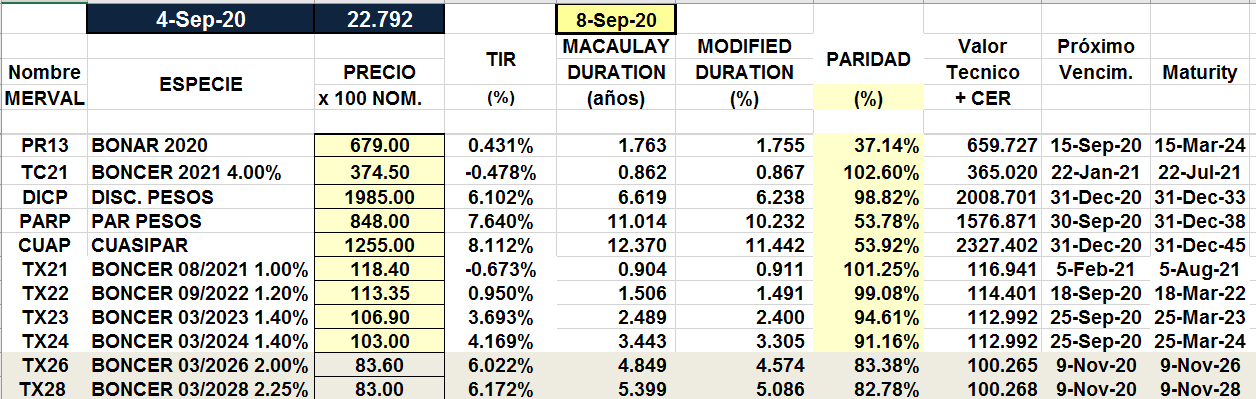 4-Sep-20 22.792 8-Sep-20
MACAULAY MODIFIED Valor Próximo
TIR PARIDAD
Nombre ESPECIE PRECIO DURATION DURATION Tecnico Vencim. Maturity
MERVAL x 100 NOM. (%) (años) (%) (%) + CER
PR13 BONAR 2020 679.00 0.431% 1.763 1.755 37.14% 659.727 15-Sep-20 15-Mar-24
TC21 BONCER 2021 4.00% 374.50 -0.478% 0.862 0.867 102.60% 365.020 22-Jan-21 22-Jul-21
DICP DISC. PESOS 1985.00 6.102% 6.619 6.238 98.82% 2008.701 31-Dec-20 31-Dec-33
PARP PAR PESOS 848.00 7.640% 11.014 10.232 53.78% 1576.871 30-Sep-20 31-Dec-38
CUAP CUASIPAR 1255.00 8.112% 12.370 11.442 53.92% 2327.402 31-Dec-20 31-Dec-45
TX21 BONCER 08/2021 1.00% 118.40 -0.673% 0.904 0.911 101.25% 116.941 5-Feb-21 5-Aug-21
TX22 BONCER 09/2022 1.20% 113.35 0.950% 1.506 1.491 99.08% 114.401 18-Sep-20 18-Mar-22
TX23 BONCER 03/2023 1.40% 106.90 3.693% 2.489 2.400 94.61% 112.992 25-Sep-20 25-Mar-23
TX24 BONCER 03/2024 1.40% 103.00 4.169% 3.443 3.305 91.16% 112.992 25-Sep-20 25-Mar-24
TX26 BONCER 03/2026 2.00% 83.60 6.022% 4.849 4.574 83.38% 100.265 9-Nov-20 9-Nov-26
TX28 BONCER 03/2028 2.25% 83.00 6.172% 5.399 5.086 82.78% 100.268 9-Nov-20 9-Nov-28